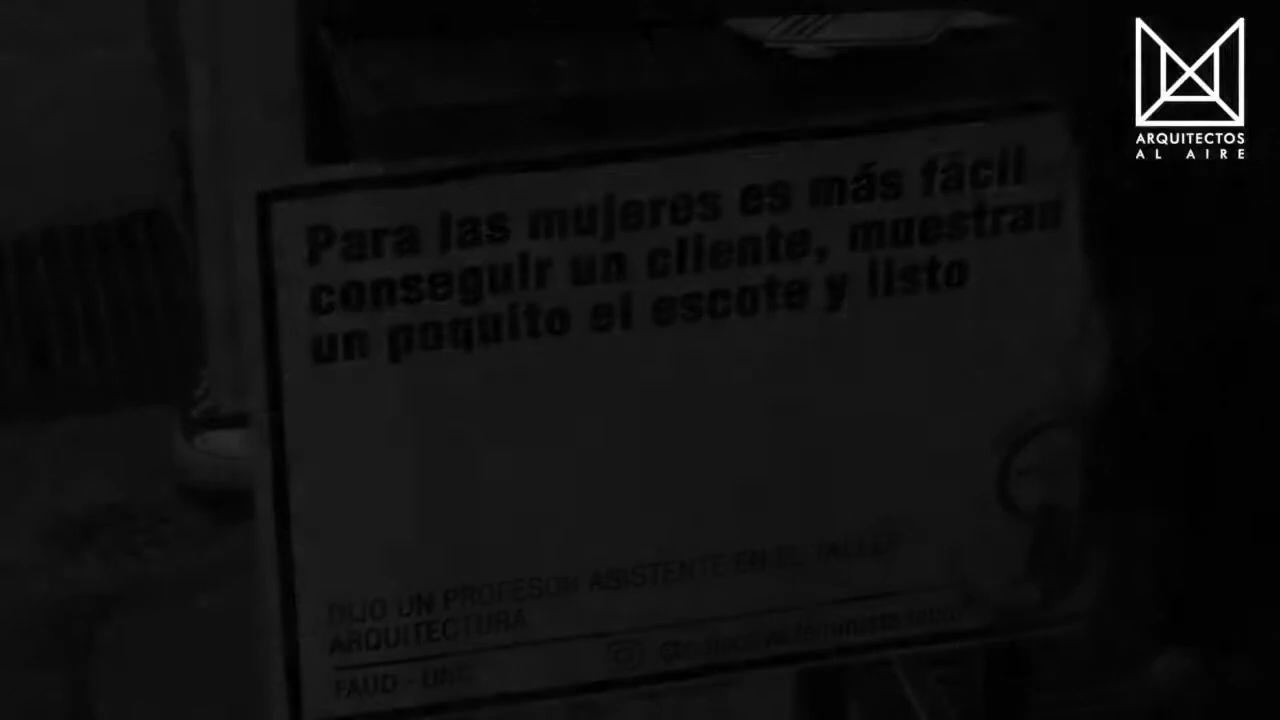 ARQUITECTOS
AL AIRE
Para las mujeres es más fácil
conseguir un cliente, muestran
un poquito el escote y listo
DIJO UN PROFESOR ASISTENTE EN EL TALLER
ARQUITECTURA
FAUD - UNC